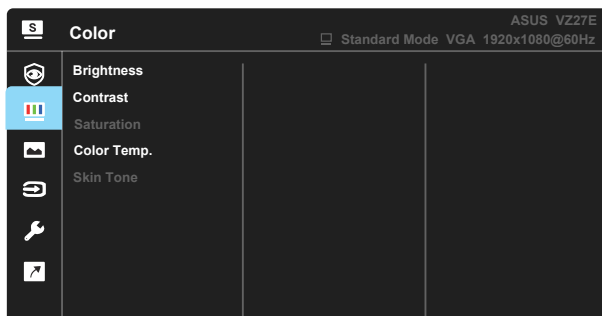 S
Color
ASUS VZ27E
Standard Mode VGA 1920x1080@60Hz
Brightness
Contrast
Saturation
Color Temp.
Skin Tone